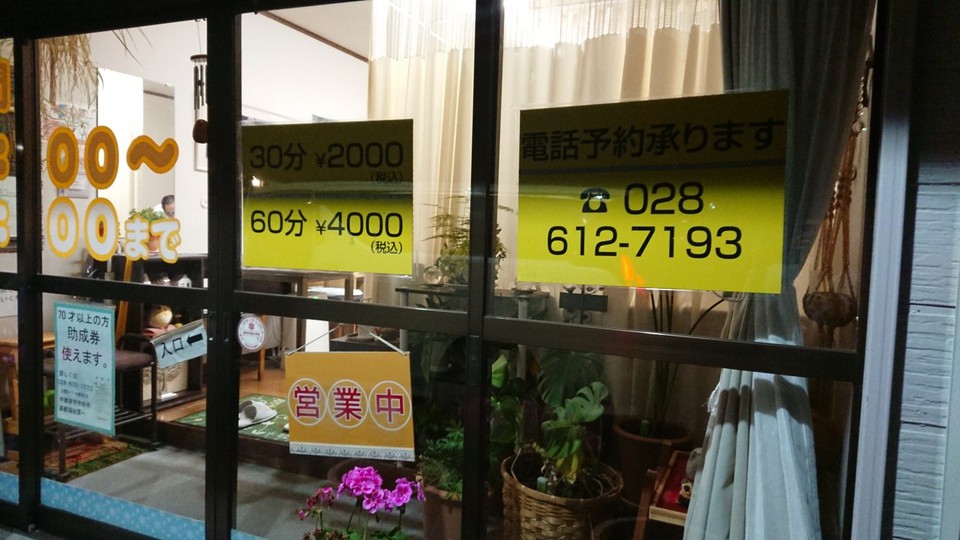 00〜
00まで
30分 ¥2000
(税込)
60分 ¥4000
(税込)
電話予約承ります
☎ 028
612-7193
70才以上の方
助成券
使えます。
入口←
営業中